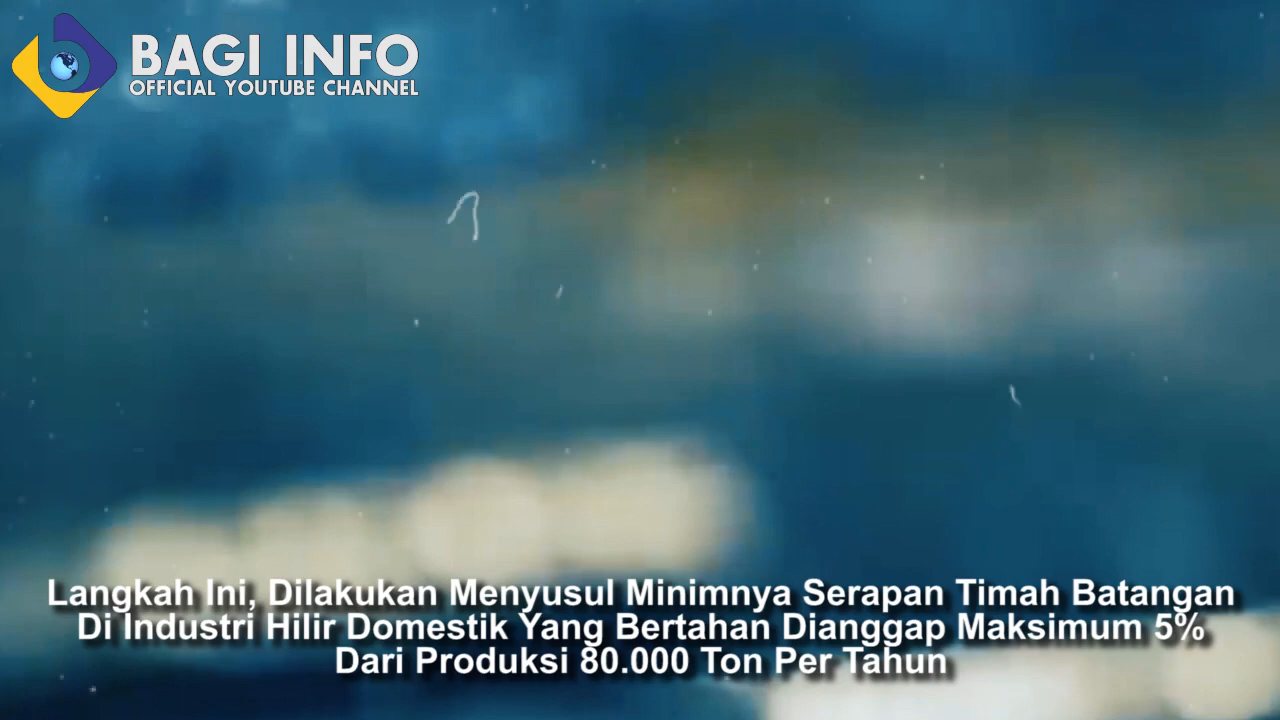 BAGI INFO
OFFICIAL YOUTUBE CHANNEL
Langkah Ini, Dilakukan Menyusul Minimnya Serapan Timah Batangan
Di Industri Hilir Domestik Yang Bertahan Dianggap Maksimum 5%
Dari Produksi 80.000 Ton Per Tahun